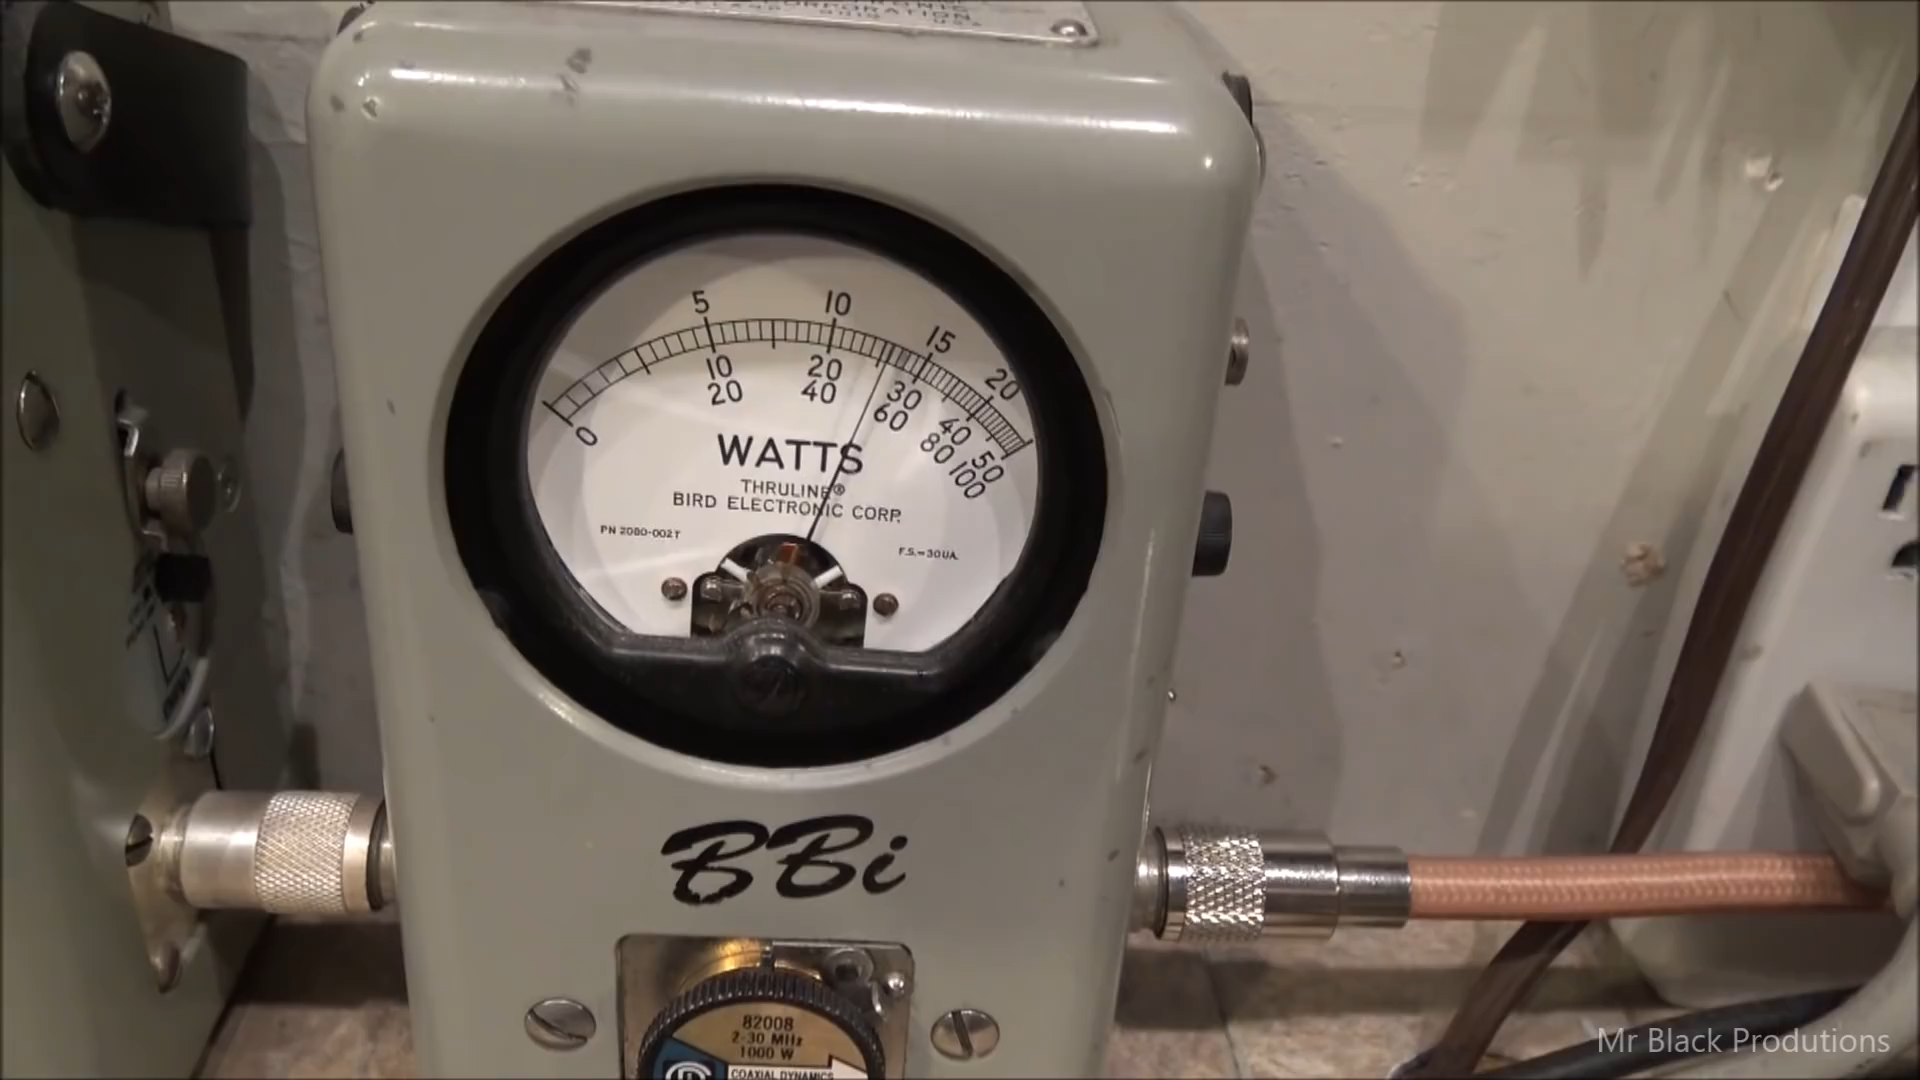 CORPORATION
5 10 15 20
10 20 30 40 50
20 40 60 80 100
0
WATTS
THRULINE®
BIRD ELECTRONIC CORP.
PN 2080-002T
F.S.=30UA.
BBi
82008
2-30 MHz
1000 W
COAXIAL DYNAMICS
Mr Black Produtions